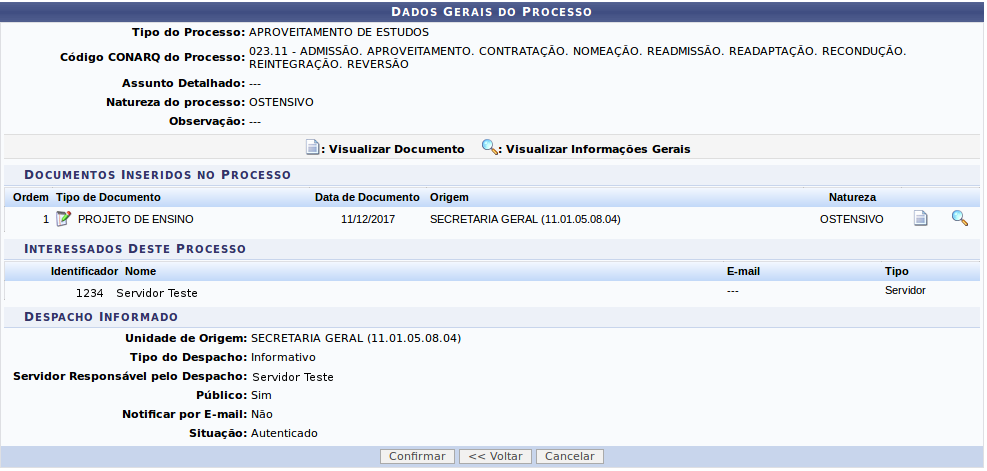 DADOS GERAIS DO PROCESSO
Tipo do Processo: APROVEITAMENTO DE ESTUDOS
Código CONARQ do Processo: 023.11 - ADMISSÃO. APROVEITAMENTO. CONTRATAÇÃO. NOMEAÇÃO. READMISSÃO. READAPTAÇÃO. RECONDUÇÃO.
REINTEGRAÇÃO. REVERSÃO
Assunto Detalhado: ---
Natureza do processo: OSTENSIVO
Observação: ---
: Visualizar Documento : Visualizar Informações Gerais
DOCUMENTOS INSERIDOS NO PROCESSO
Ordem Tipo de Documento Data de Documento Origem Natureza
1 PROJETO DE ENSINO 11/12/2017 SECRETARIA GERAL (11.01.05.08.04) OSTENSIVO
INTERESSADOS DESTE PROCESSO
Identificador Nome E-mail Tipo
1234 Servidor Teste --- Servidor
DESPACHO INFORMADO
Unidade de Origem: SECRETARIA GERAL (11.01.05.08.04)
Tipo do Despacho: Informativo
Servidor Responsável pelo Despacho: Servidor Teste
Público: Sim
Notificar por E-mail: Não
Situação: Autenticado
Confirmar << Voltar Cancelar